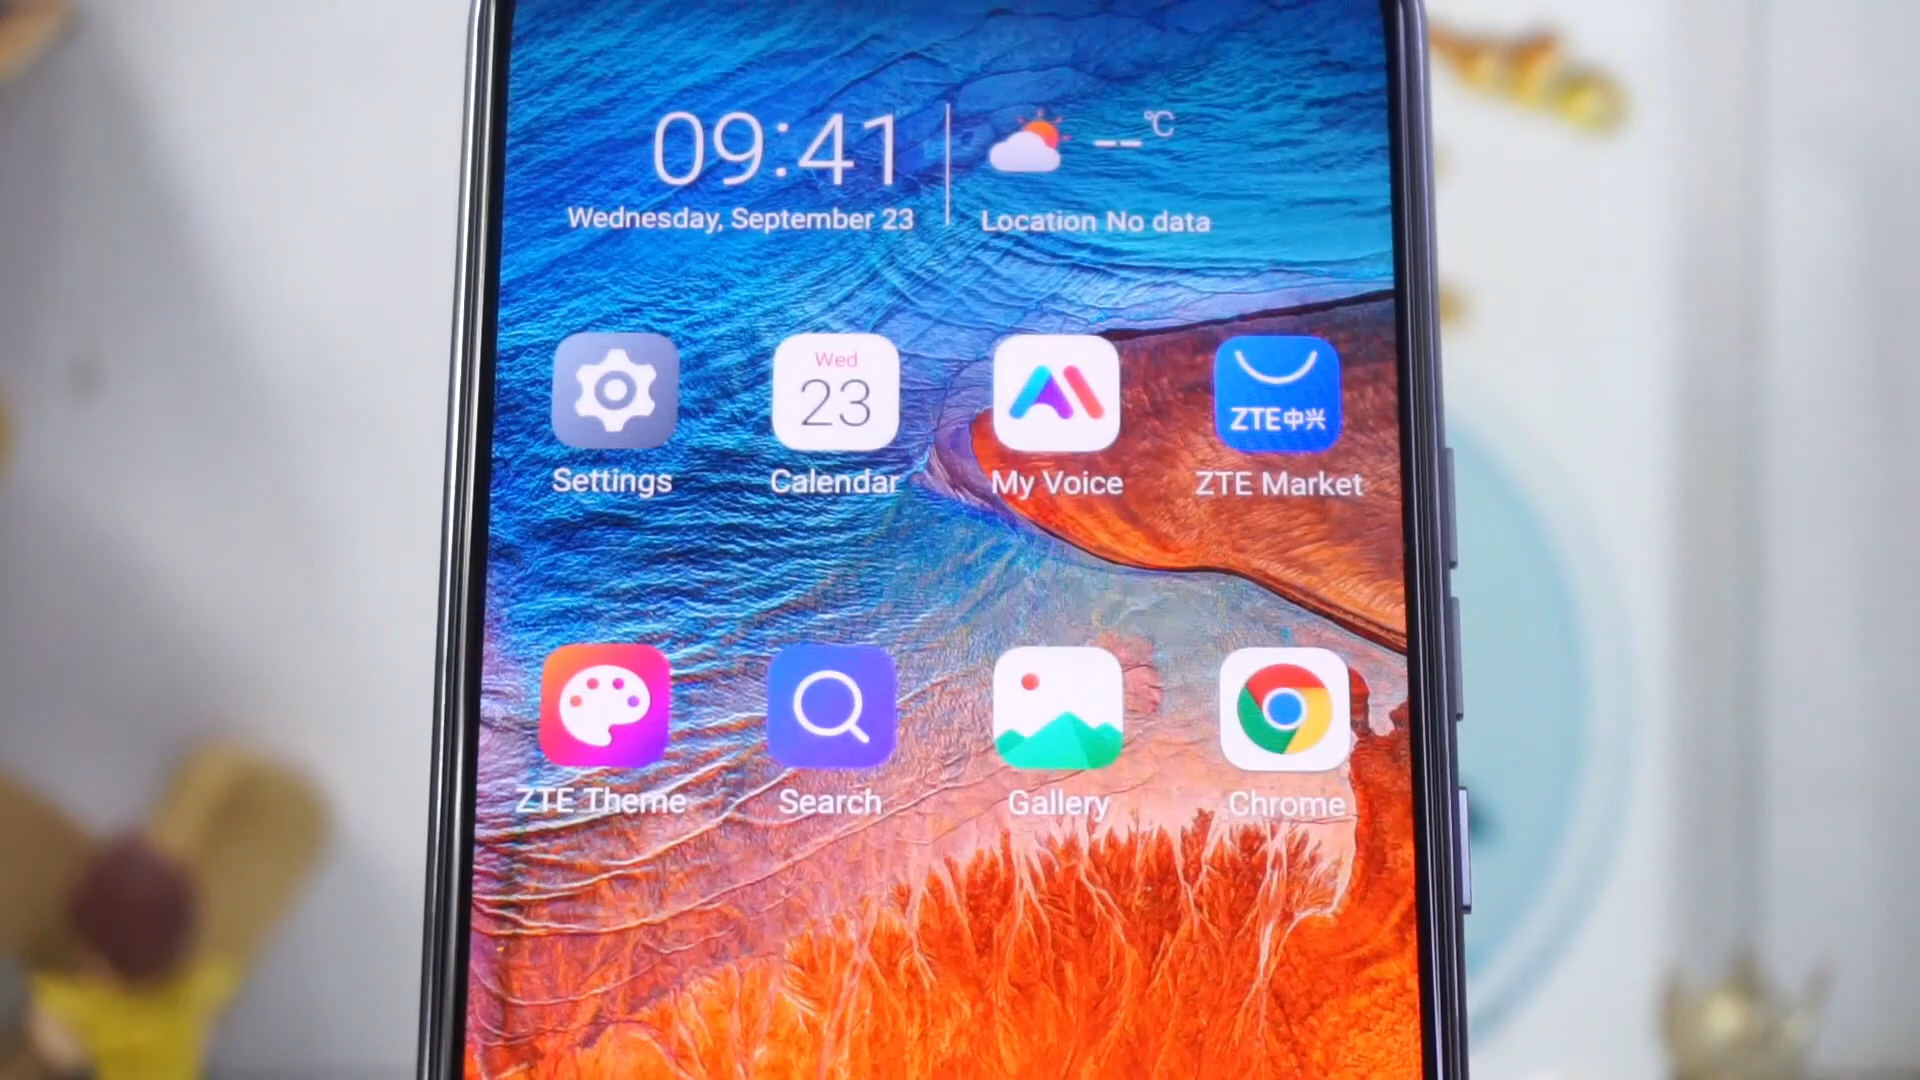 09:41
-- °C
Wednesday, September 23
Location No data
Wed
23
ZTE中兴
Settings
Calendar
My Voice
ZTE Market
ZTE Theme
Search
Gallery
Chrome